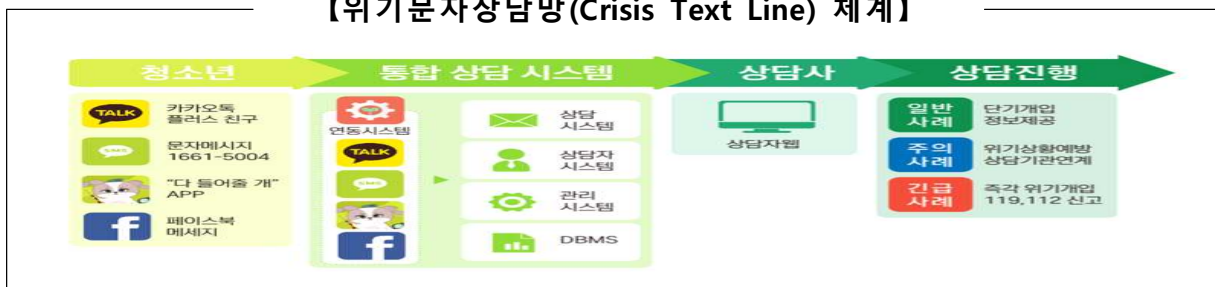 【위기문자상담망(Crisis Text Line) 체계】
청소년
통합 상담 시스템
상담사
상담진행
TALK
카카오톡
플러스 친구
SMS
문자메시지
1661-5004
"다 들어줄 개"
APP
f
페이스북
메세지
연동시스템
TALK
SMS
f
상담
시스템
상담자
시스템
관리
시스템
DBMS
상담자웹
일반
사례
단기개입
정보제공
주의
사례
위기상황예방
상담기관연계
긴급
사례
즉각 위기개입
119,112 신고